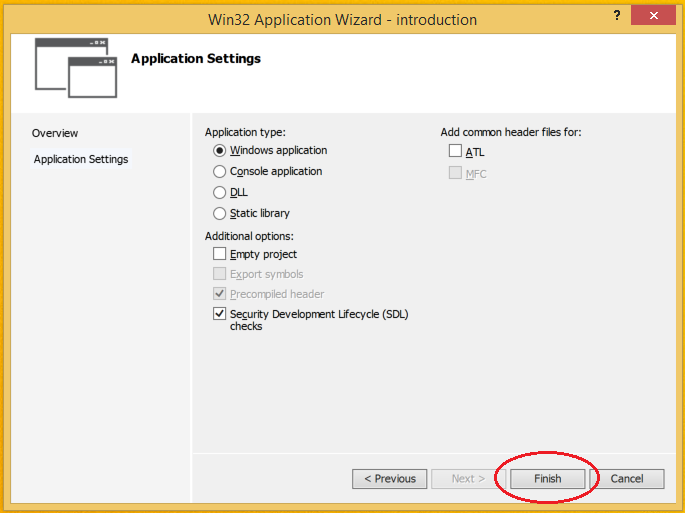 Win32 Application Wizard - introduction
?
x
Application Settings
Overview
Application Settings
Application type:
Windows application
Console application
DLL
Static library
Additional options:
Empty project
Export symbols
Precompiled header
Security Development Lifecycle (SDL)
checks
Add common header files for:
ATL
MFC
< Previous
Next >
Finish
Cancel